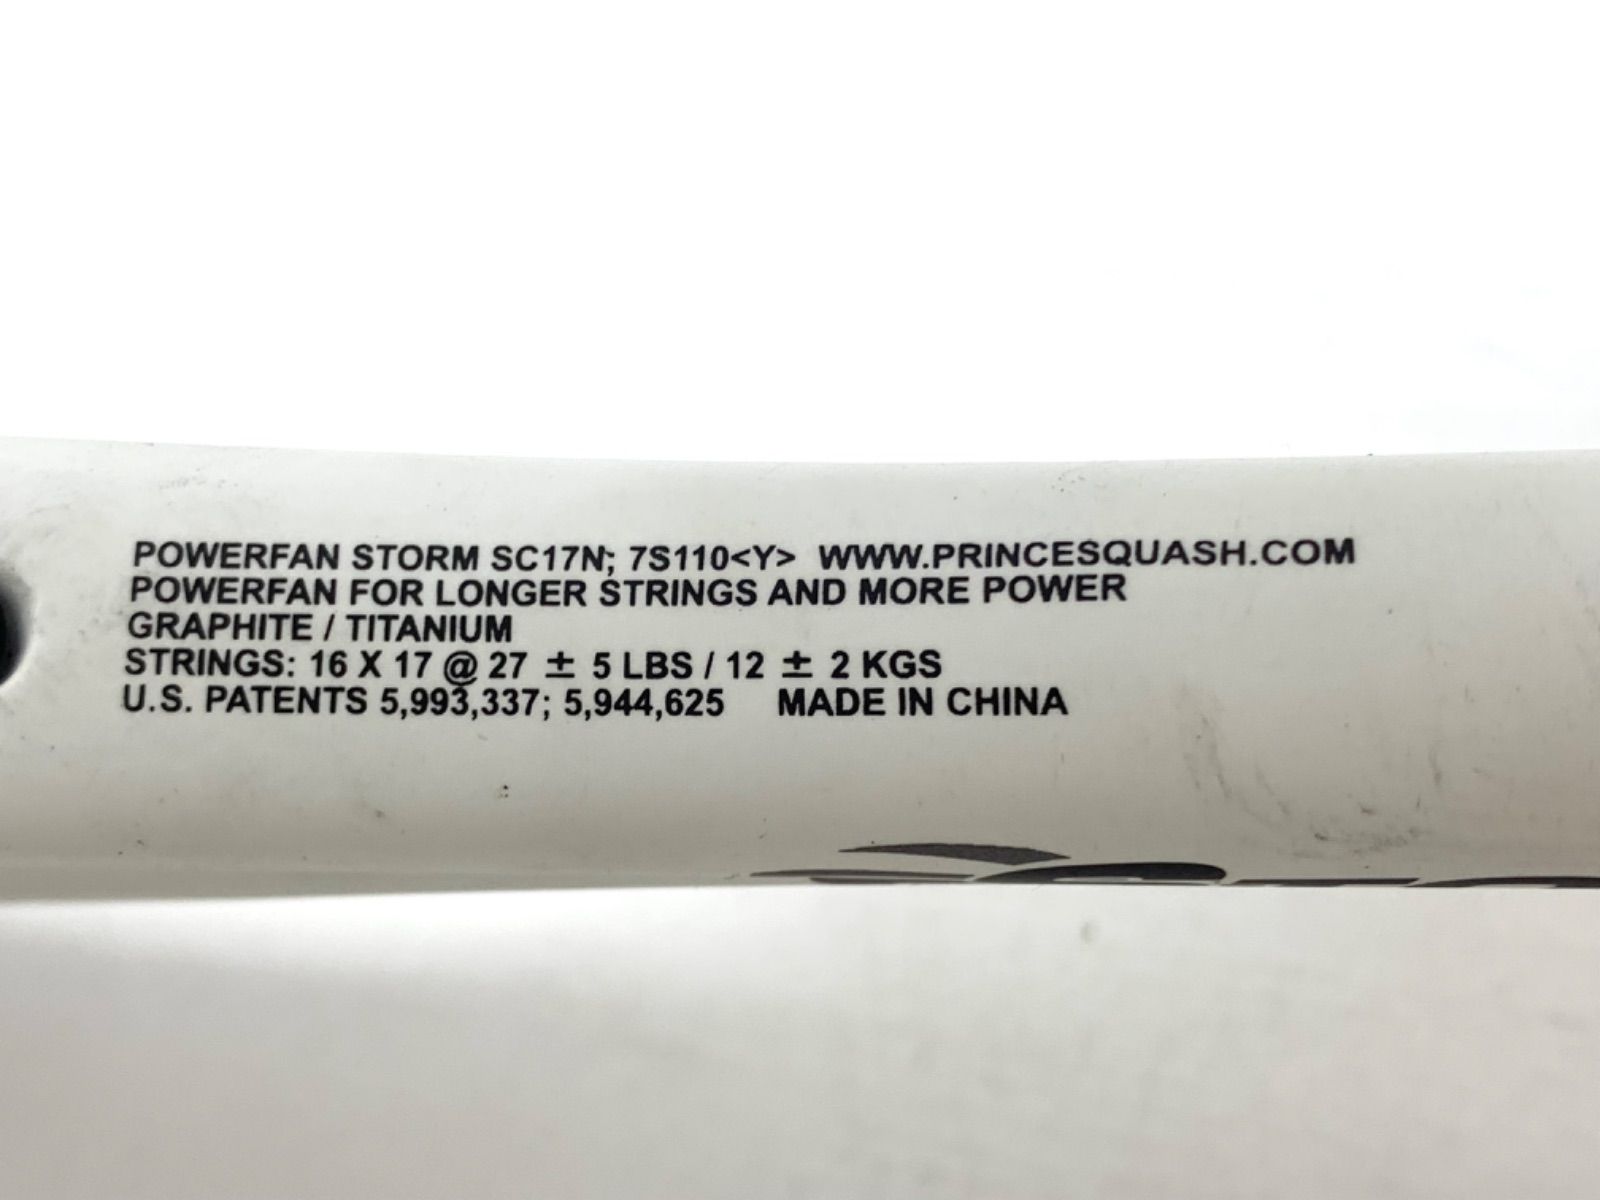 POWERFAN STORM SC17N; 7S110<Y> WWW.PRINCESQUASH.COM
POWERFAN FOR LONGER STRINGS AND MORE POWER
GRAPHITE / TITANIUM
STRINGS: 16 X 17 @ 27 ± 5 LBS / 12 ± 2 KGS
U.S. PATENTS 5,993,337; 5,944,625 MADE IN CHINA